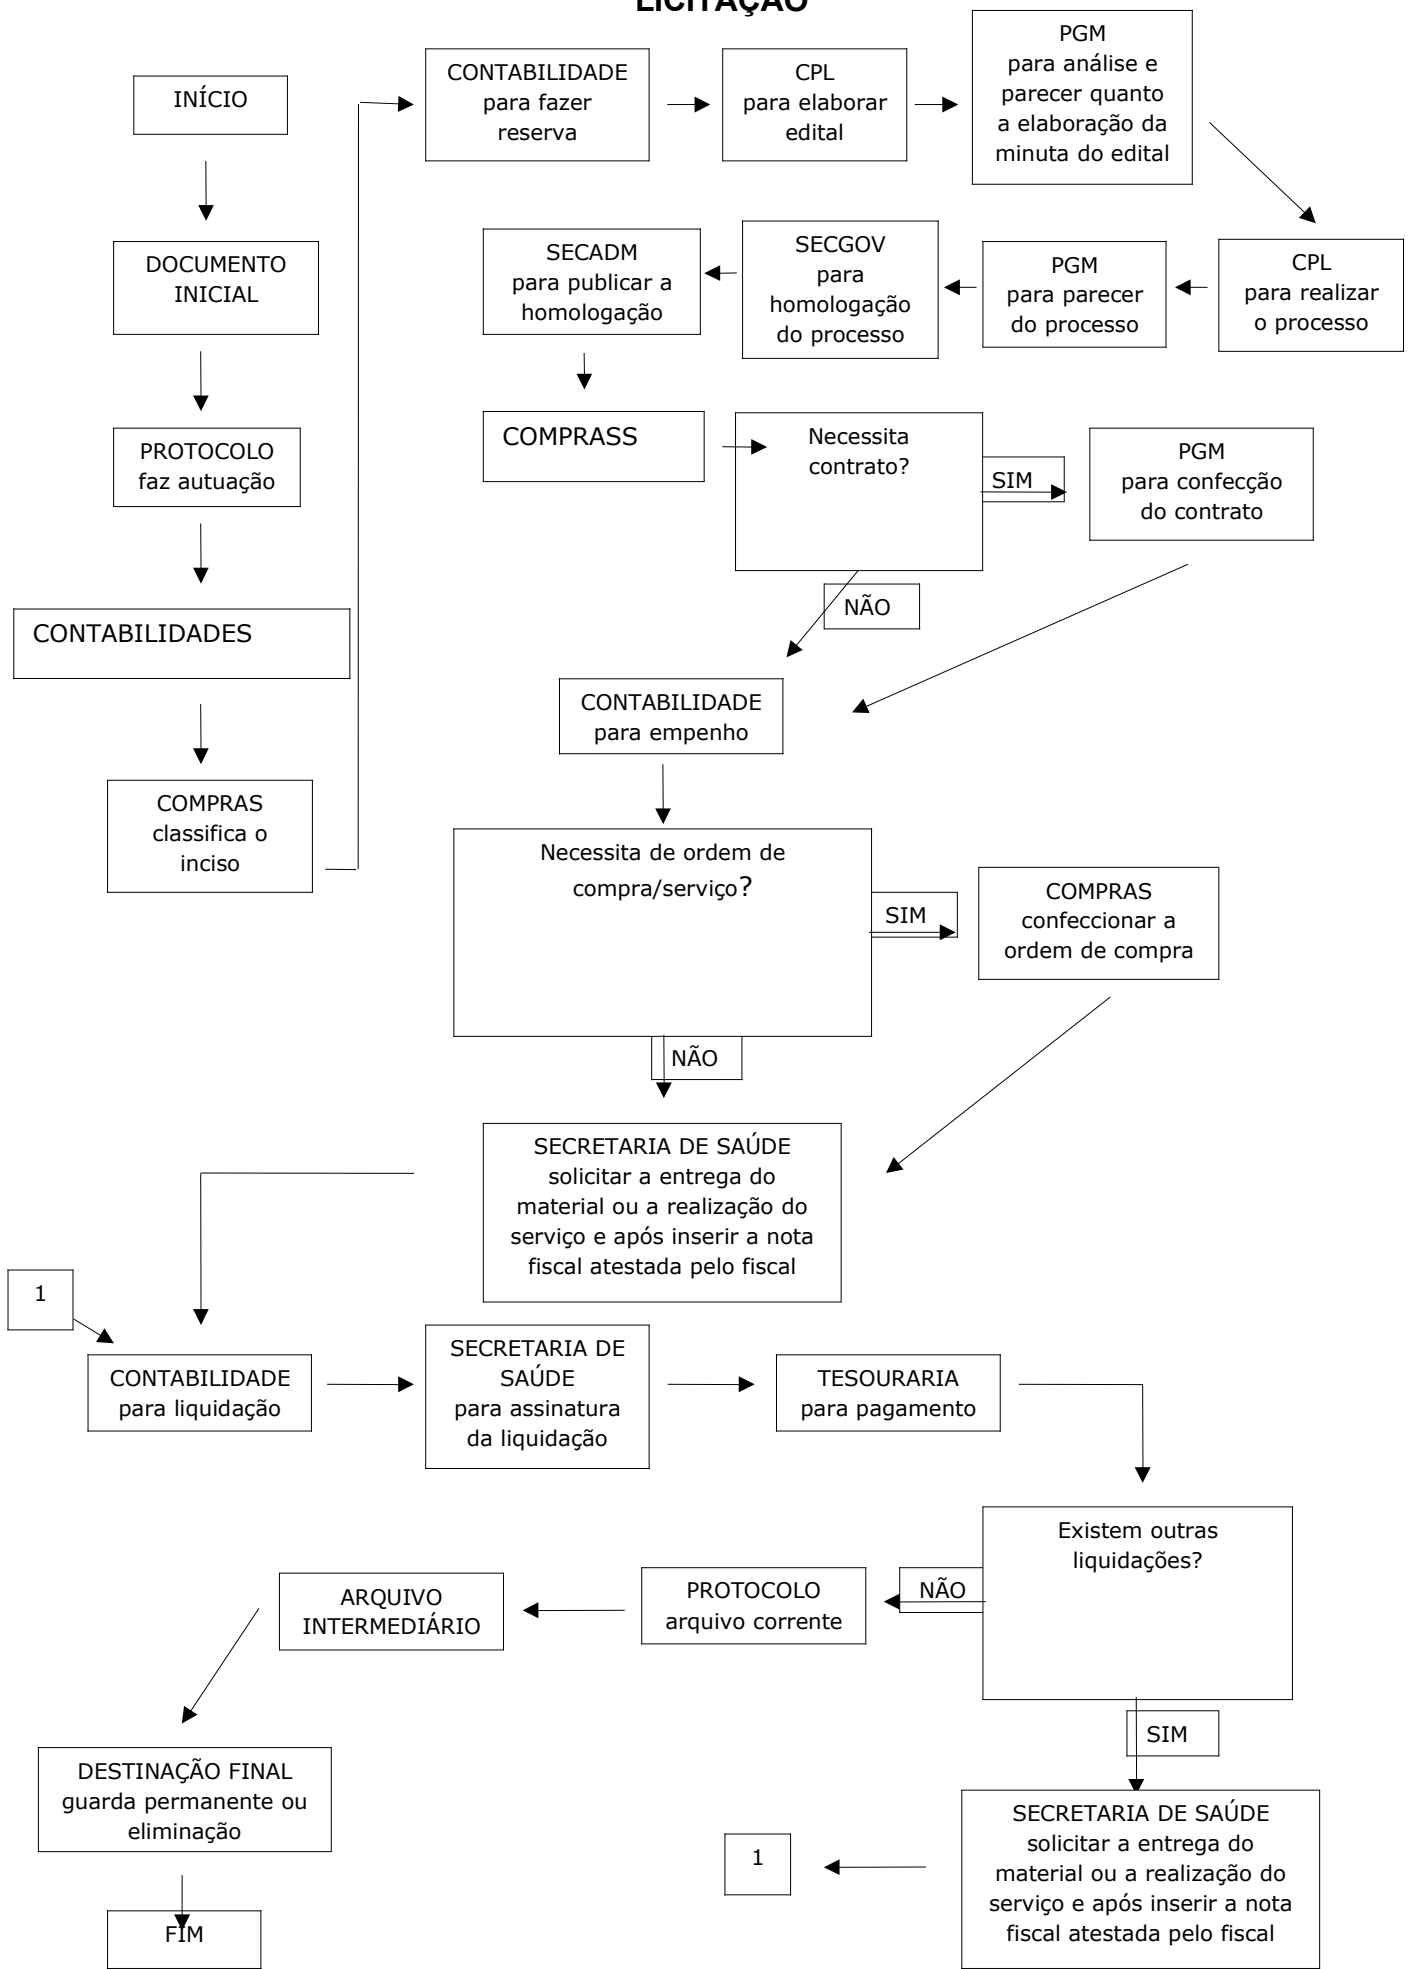 LICITAÇÃO
INÍCIO
DOCUMENTO
INICIAL
PROTOCOLO
faz autuação
CONTABILIDADES
COMPRAS
classifica o
inciso
CONTABILIDADE
para fazer
reserva
CPL
para elaborar
edital
PGM
para análise e
parecer quanto
a elaboração da
minuta do edital
CPL
para realizar
o processo
PGM
para parecer
do processo
SECGOV
para
homologação
do processo
SECADM
para publicar a
homologação
COMPRASS
Necessita
contrato?
SIM
PGM
para confecção
do contrato
NÃO
CONTABILIDADE
para empenho
Necessita de ordem de
compra/serviço?
SIM
COMPRAS
confeccionar a
ordem de compra
NÃO
SECRETARIA DE SAÚDE
solicitar a entrega do
material ou a realização do
serviço e após inserir a nota
fiscal atestada pelo fiscal
1
CONTABILIDADE
para liquidação
SECRETARIA DE
SAÚDE
para assinatura
da liquidação
TESOURARIA
para pagamento
Existem outras
liquidações?
NÃO
PROTOCOLO
arquivo corrente
ARQUIVO
INTERMEDIÁRIO
DESTINAÇÃO FINAL
guarda permanente ou
eliminação
FIM
SIM
SECRETARIA DE SAÚDE
solicitar a entrega do
material ou a realização do
serviço e após inserir a nota
fiscal atestada pelo fiscal
1